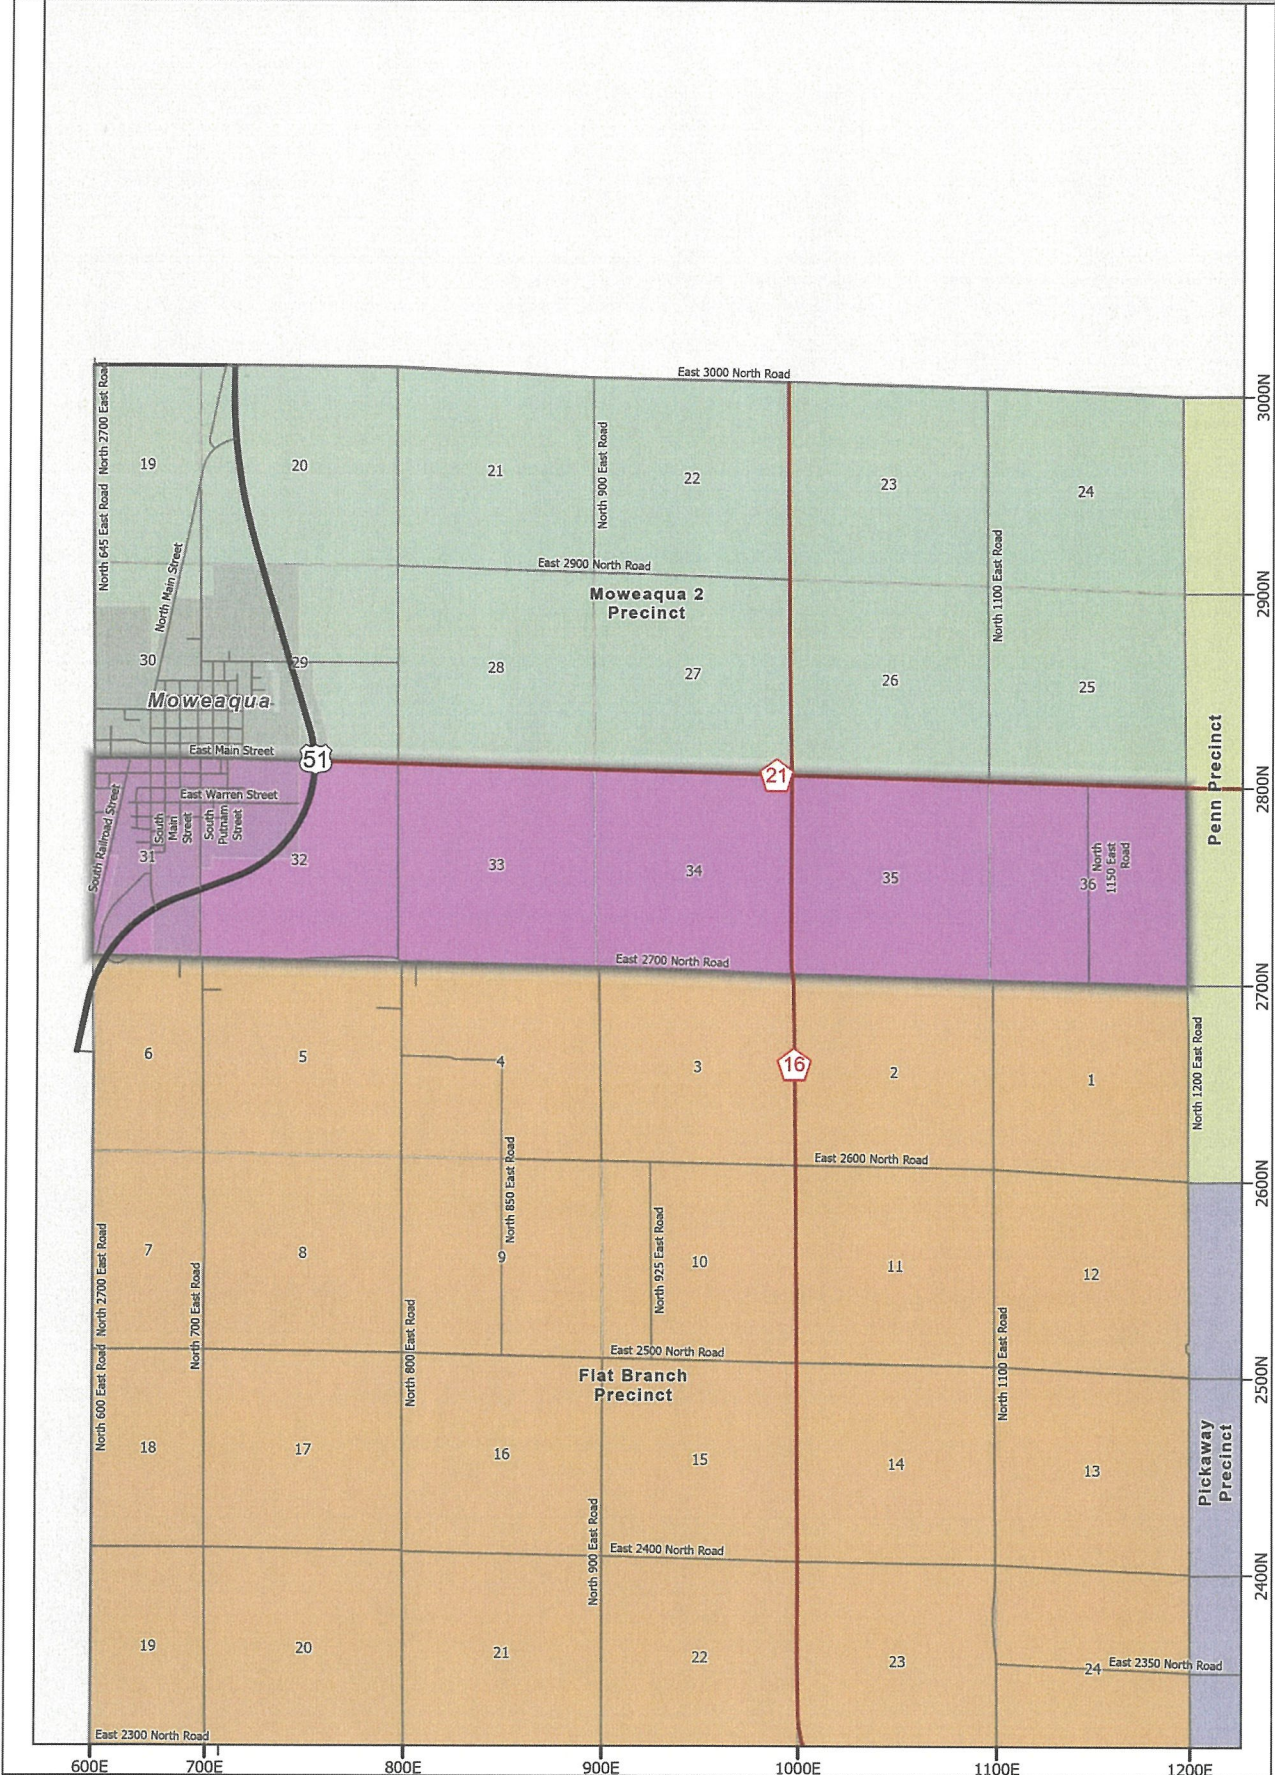 East 3000 North Road
3000N
North 2700 East Road
19
20
21
North 900 East Road
22
23
24
North 645 East Road
North 1100 East Road
East 2900 North Road
2900N
Moweaqua 2
Precinct
North Main Street
30
29
28
27
26
25
Moweaqua
East Main Street
51
21
2800N
Penn Precinct
East Warren Street
South Railroad Street
South
Main
Street
South
Putnam
Street
31
32
33
34
35
36
North
1150 East
Road
East 2700 North Road
2700N
6
5
4
3
16
2
1
North 1200 East Road
North 850 East Road
East 2600 North Road
2600N
North 2700 East Road
7
8
9
North 925 East Road
10
11
12
North 700 East Road
North 800 East Road
North 1100 East Road
East 2500 North Road
2500N
Flat Branch
Precinct
North 600 East Road
18
17
16
15
14
13
Pickaway
Precinct
North 900 East Road
East 2400 North Road
2400N
19
20
21
22
23
24
East 2350 North Road
East 2300 North Road
600E
700E
800E
900E
1000E
1100E
1200E